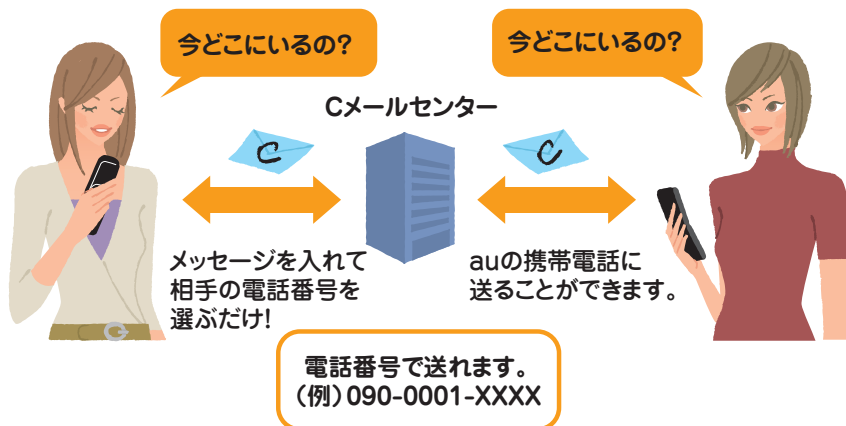 今どこにいるの?
今どこにいるの?
Cメールセンター
C
C
メッセージを入れて
相手の電話番号を
選ぶだけ!
auの携帯電話に
送ることができます。
電話番号で送れます。
(例)090-0001-XXXX